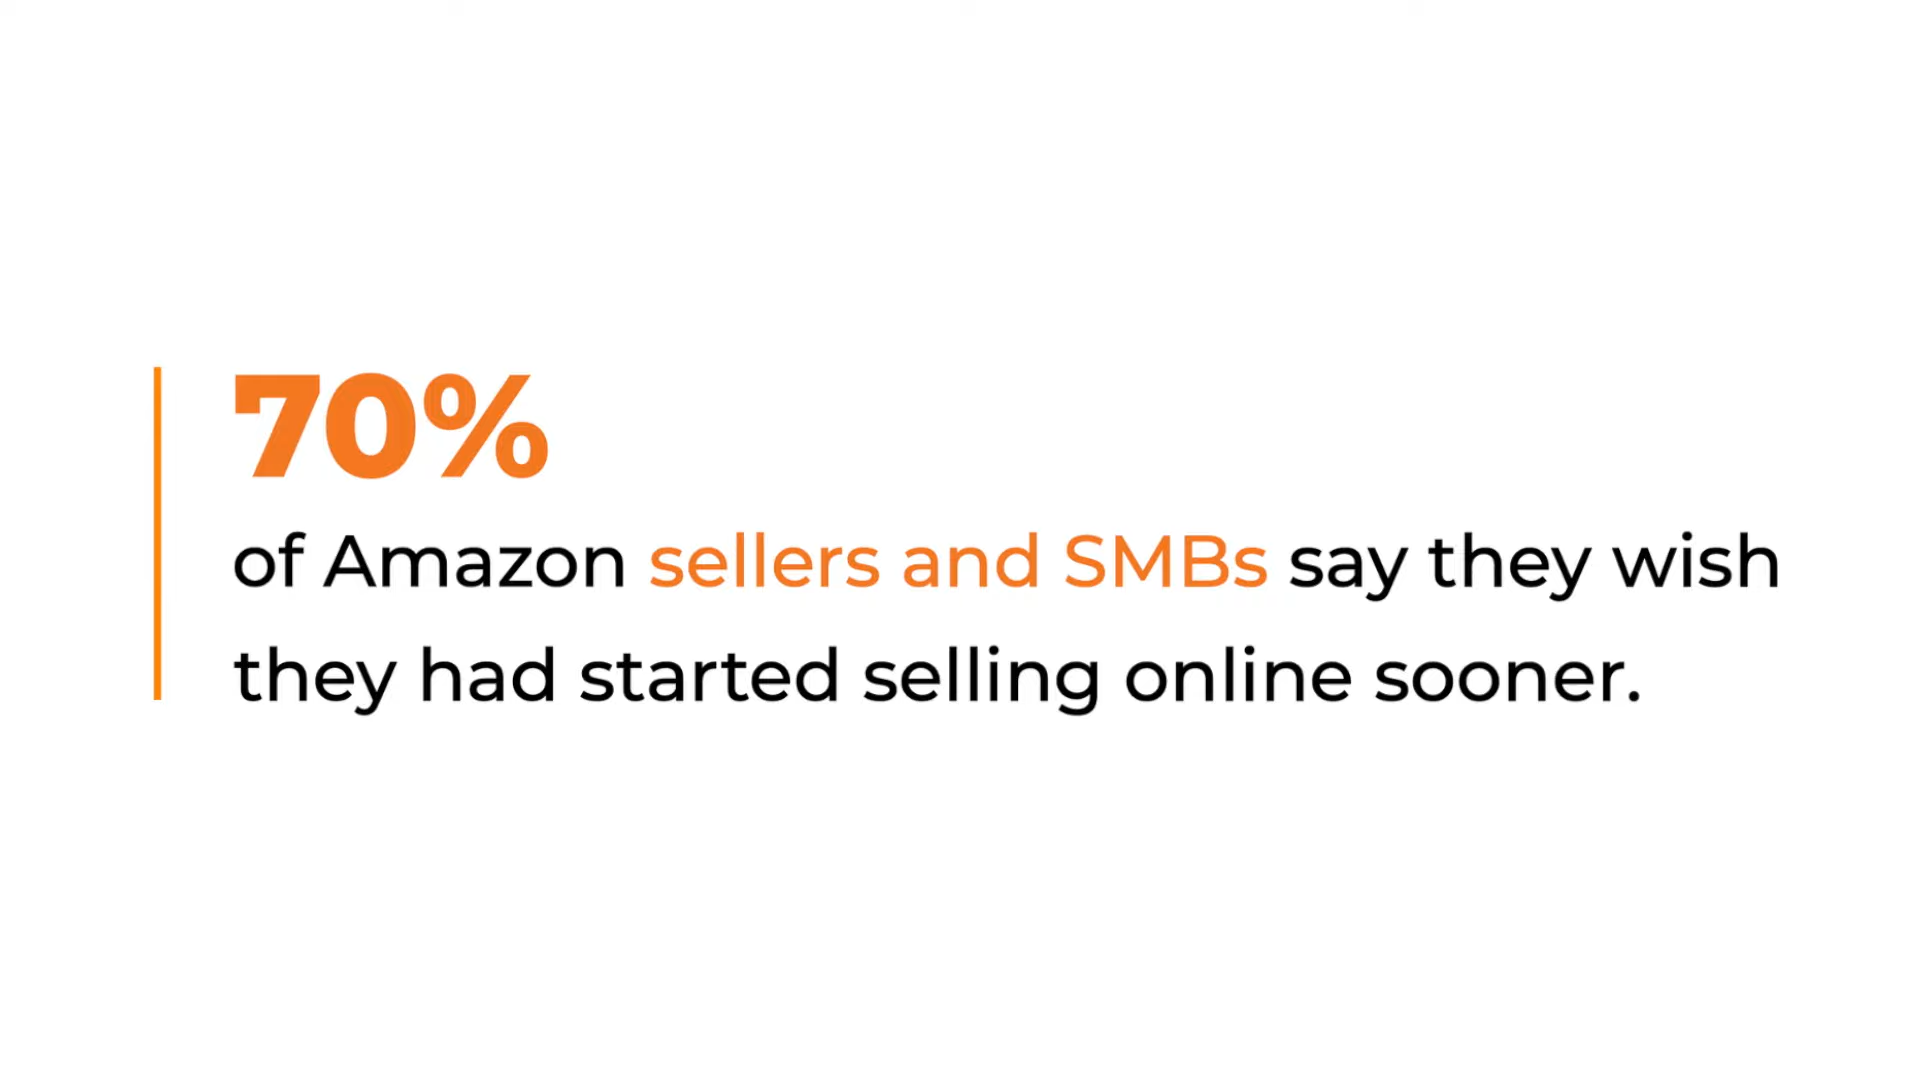 70%
of Amazon sellers and SMBs say they wish
they had started selling online sooner.